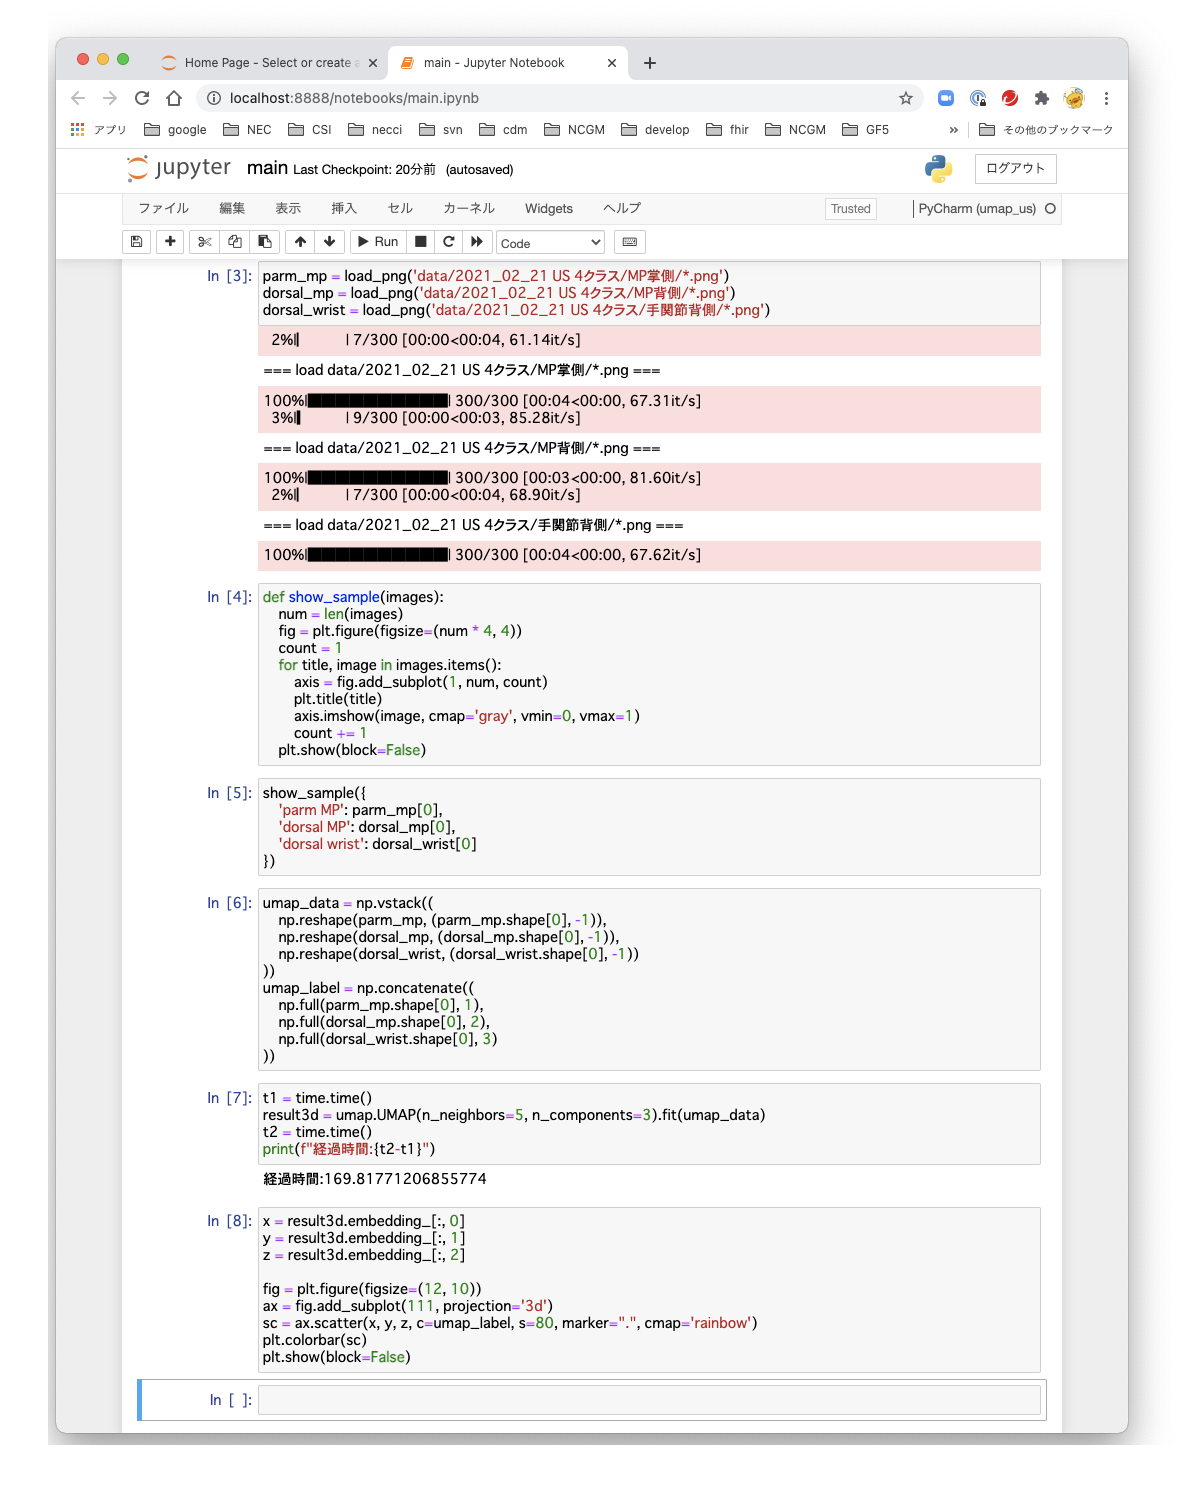 Home Page - Select or create a
main - Jupyter Notebook
localhost:8888/notebooks/main.ipynb
アプリ google NEC CSI necci svn cdm NCGM develop fhir NCGM GF5 » その他のブックマーク
jupyter main Last Checkpoint: 20分前 (autosaved) ログアウト
ファイル 編集 表示 挿入 セル カーネル Widgets ヘルプ Trusted PyCharm (umap_us)
Run Code
In [3]: parm_mp = load_png('data/2021_02_21 US 4クラス/MP掌側/*.png')
dorsal_mp = load_png('data/2021_02_21 US 4クラス/MP背側/*.png')
dorsal_wrist = load_png('data/2021_02_21 US 4クラス/手関節背側/*.png')
2%| | 7/300 [00:00<00:04, 61.14it/s]
=== load data/2021_02_21 US 4クラス/MP掌側/*.png ===
100%|██████████| 300/300 [00:04<00:00, 67.31it/s]
3%| | 9/300 [00:00<00:03, 85.28it/s]
=== load data/2021_02_21 US 4クラス/MP背側/*.png ===
100%|██████████| 300/300 [00:03<00:00, 81.60it/s]
2%| | 7/300 [00:00<00:04, 68.90it/s]
=== load data/2021_02_21 US 4クラス/手関節背側/*.png ===
100%|██████████| 300/300 [00:04<00:00, 67.62it/s]
In [4]: def show_sample(images):
num = len(images)
fig = plt.figure(figsize=(num * 4, 4))
count = 1
for title, image in images.items():
axis = fig.add_subplot(1, num, count)
plt.title(title)
axis.imshow(image, cmap='gray', vmin=0, vmax=1)
count += 1
plt.show(block=False)
In [5]: show_sample({
'parm MP': parm_mp[0],
'dorsal MP': dorsal_mp[0],
'dorsal wrist': dorsal_wrist[0]
})
In [6]: umap_data = np.vstack((
np.reshape(parm_mp, (parm_mp.shape[0], -1)),
np.reshape(dorsal_mp, (dorsal_mp.shape[0], -1)),
np.reshape(dorsal_wrist, (dorsal_wrist.shape[0], -1))
))
umap_label = np.concatenate((
np.full(parm_mp.shape[0], 1),
np.full(dorsal_mp.shape[0], 2),
np.full(dorsal_wrist.shape[0], 3)
))
In [7]: t1 = time.time()
result3d = umap.UMAP(n_neighbors=5, n_components=3).fit(umap_data)
t2 = time.time()
print(f"経過時間:{t2-t1}")
経過時間:169.81771206855774
In [8]: x = result3d.embedding_[:, 0]
y = result3d.embedding_[:, 1]
z = result3d.embedding_[:, 2]
fig = plt.figure(figsize=(12, 10))
ax = fig.add_subplot(111, projection='3d')
sc = ax.scatter(x, y, z, c=umap_label, s=80, marker=".", cmap='rainbow')
plt.colorbar(sc)
plt.show(block=False)
In [ ]: